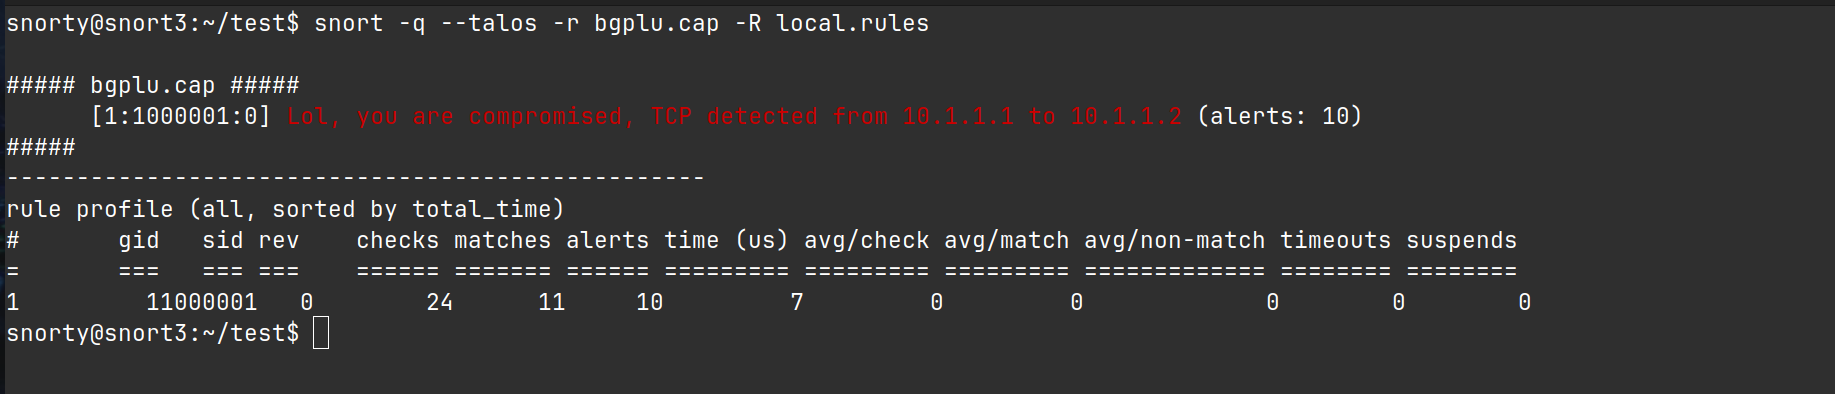 snorty@snort3:~/test$ snort -q --talos -r bgplu.cap -R local.rules
##### bgplu.cap #####
[1:1000001:0] Lol, you are compromised, TCP detected from 10.1.1.1 to 10.1.1.2 (alerts: 10)
#####
--------------------------------------------------
rule profile (all, sorted by total_time)
#       gid   sid rev    checks matches alerts time (us) avg/check avg/match avg/non-match timeouts suspends
=       ===   === ===    ====== ======= ====== ========= ========= ========= ============= ======== ========
1         11000001   0        24      11     10         7         0         0             0        0        0
snorty@snort3:~/test$